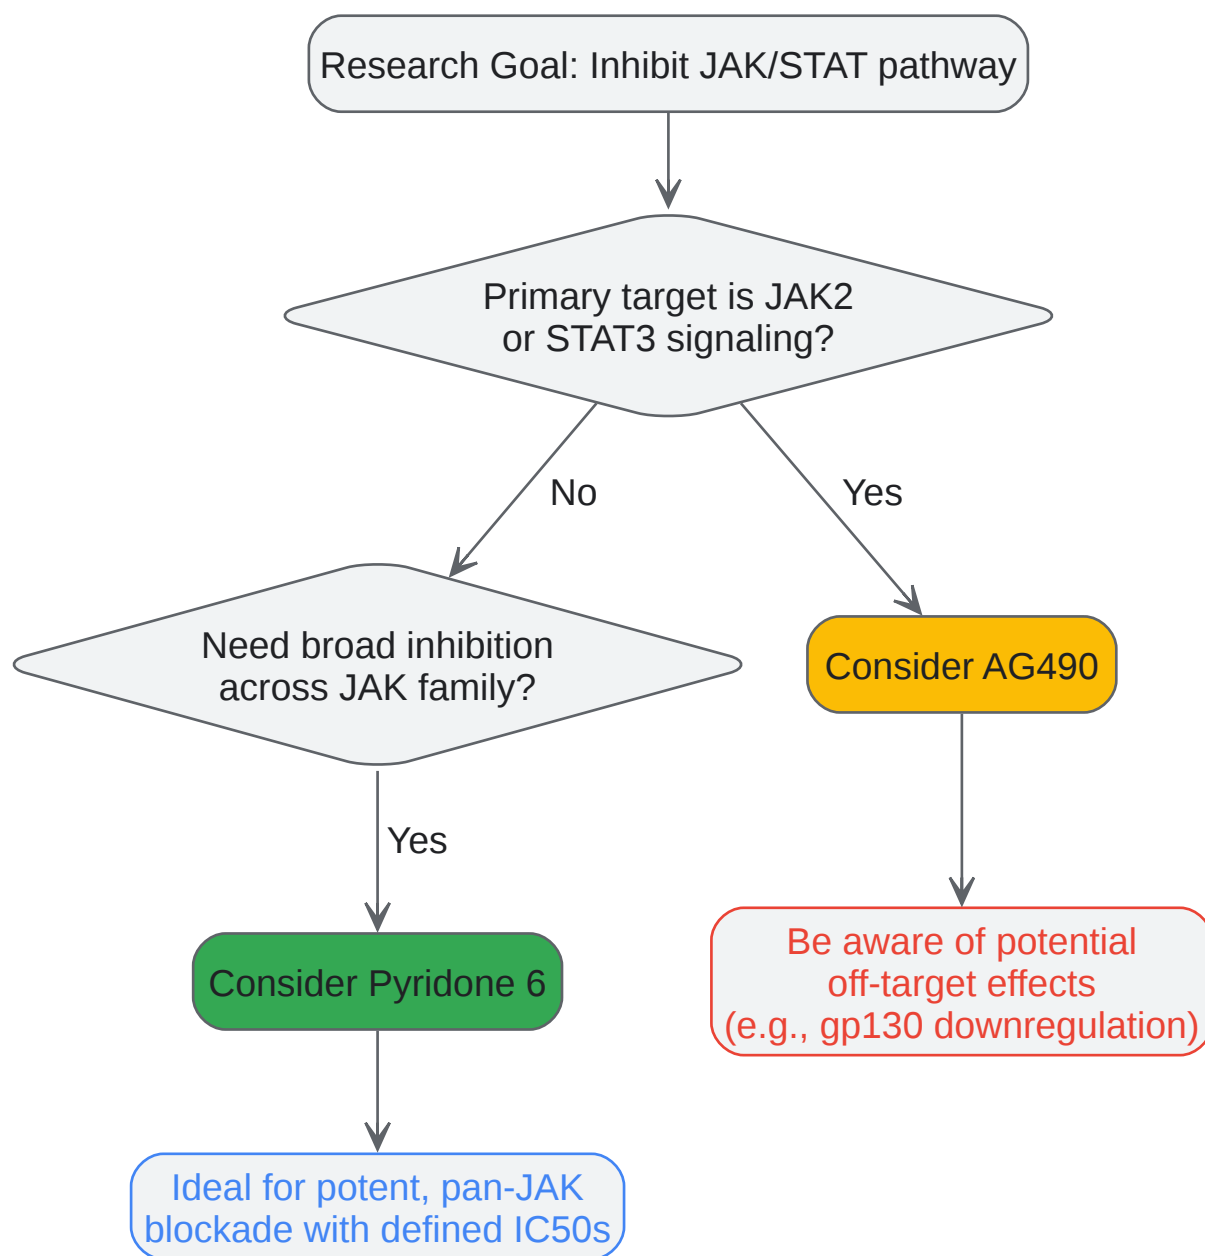 Research Goal: Inhibit JAK/STAT pathway
Primary target is JAK2
or STAT3 signaling?
No
Yes
Need broad inhibition
across JAK family?
Consider AG490
Yes
Be aware of potential
off-target effects
(e.g., gp130 downregulation)
Consider Pyridone 6
Ideal for potent, pan-JAK
blockade with defined IC50s